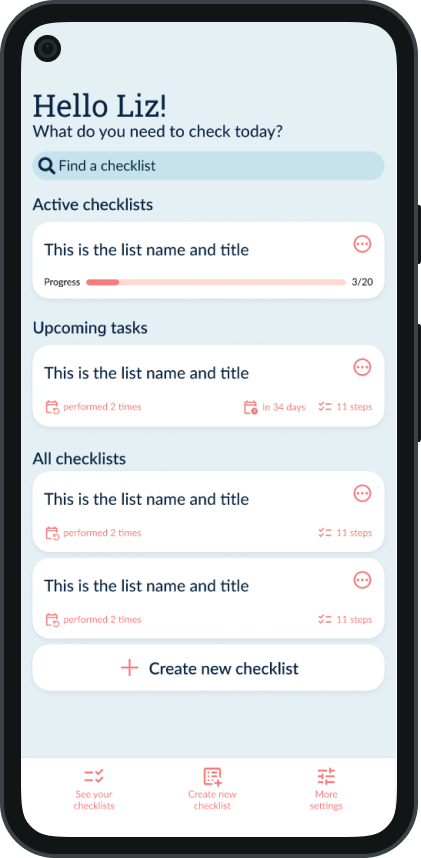 Hello Liz!
What do you need to check today?
Find a checklist
Active checklists
This is the list name and title
Progress 3/20
Upcoming tasks
This is the list name and title
performed 2 times In 34 days 11 steps
All checklists
This is the list name and title
performed 2 times 11 steps
This is the list name and title
performed 2 times 11 steps
Create new checklist
See your
checklists
Create new
checklist
More
settings